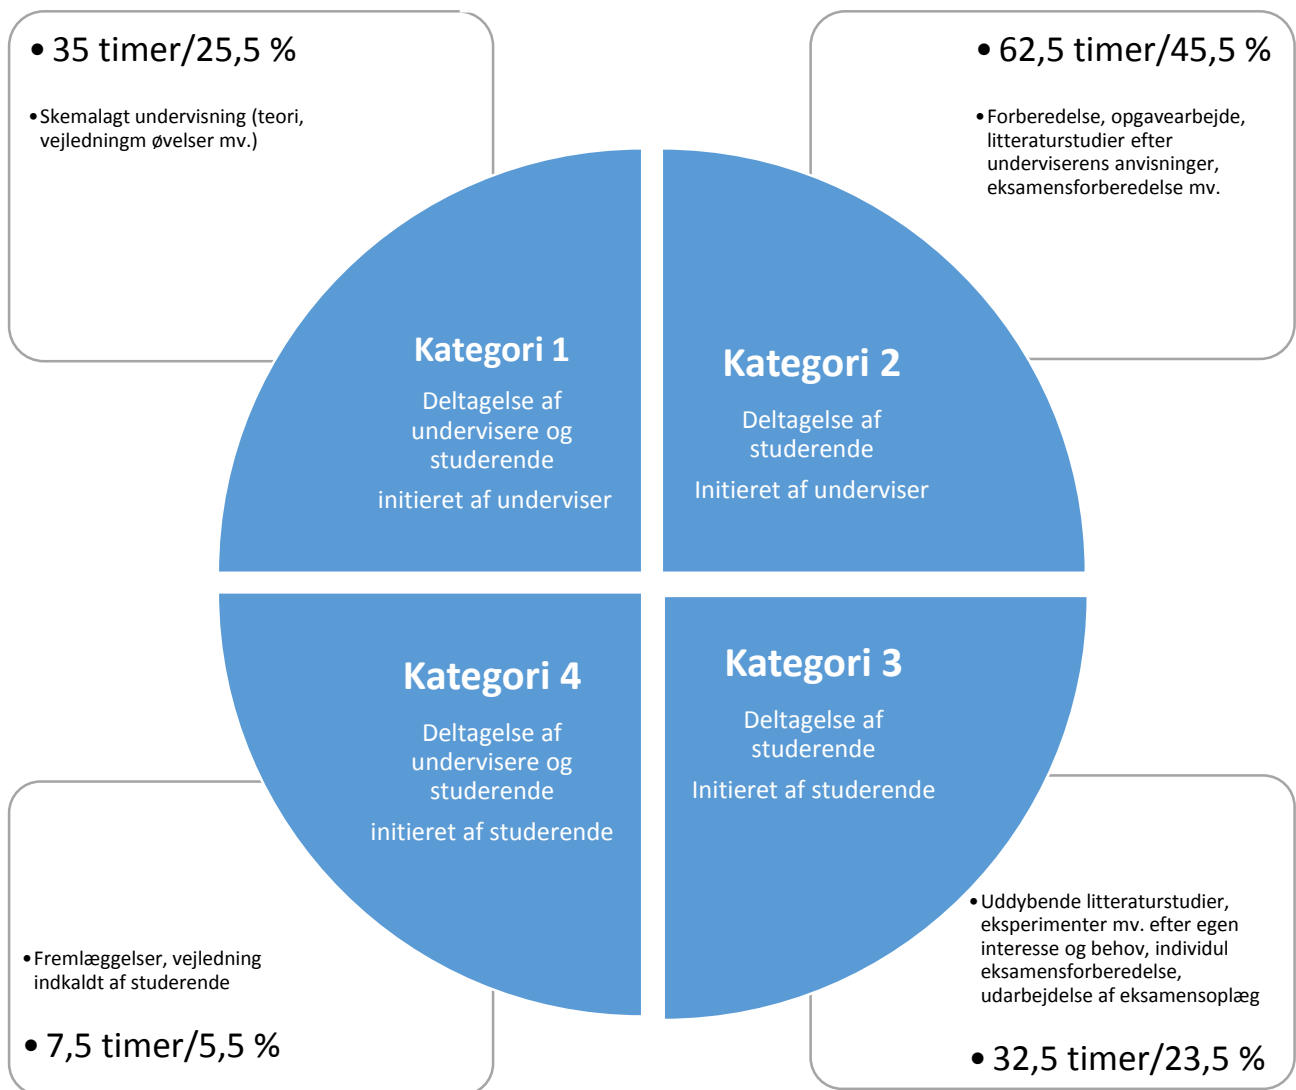 • 35 timer/25,5 %
• Skemalagt undervisning (teori,
vejledningm øvelser mv.)
• 62,5 timer/45,5 %
• Forberedelse, opgavearbejde,
litteraturstudier efter
underviserens anvisninger,
eksamensforberedelse mv.
Kategori 1
Deltagelse af
undervisere og
studerende
initieret af underviser
Kategori 2
Deltagelse af
studerende
Initieret af underviser
Kategori 4
Deltagelse af
undervisere og
studerende
initieret af studerende
Kategori 3
Deltagelse af
studerende
Initieret af studerende
• Fremlæggelser, vejledning
indkaldt af studerende
• 7,5 timer/5,5 %
• Uddybende litteraturstudier,
eksperimenter mv. efter egen
interesse og behov, individul
eksamensforberedelse,
udarbejdelse af eksamensoplæg
• 32,5 timer/23,5 %